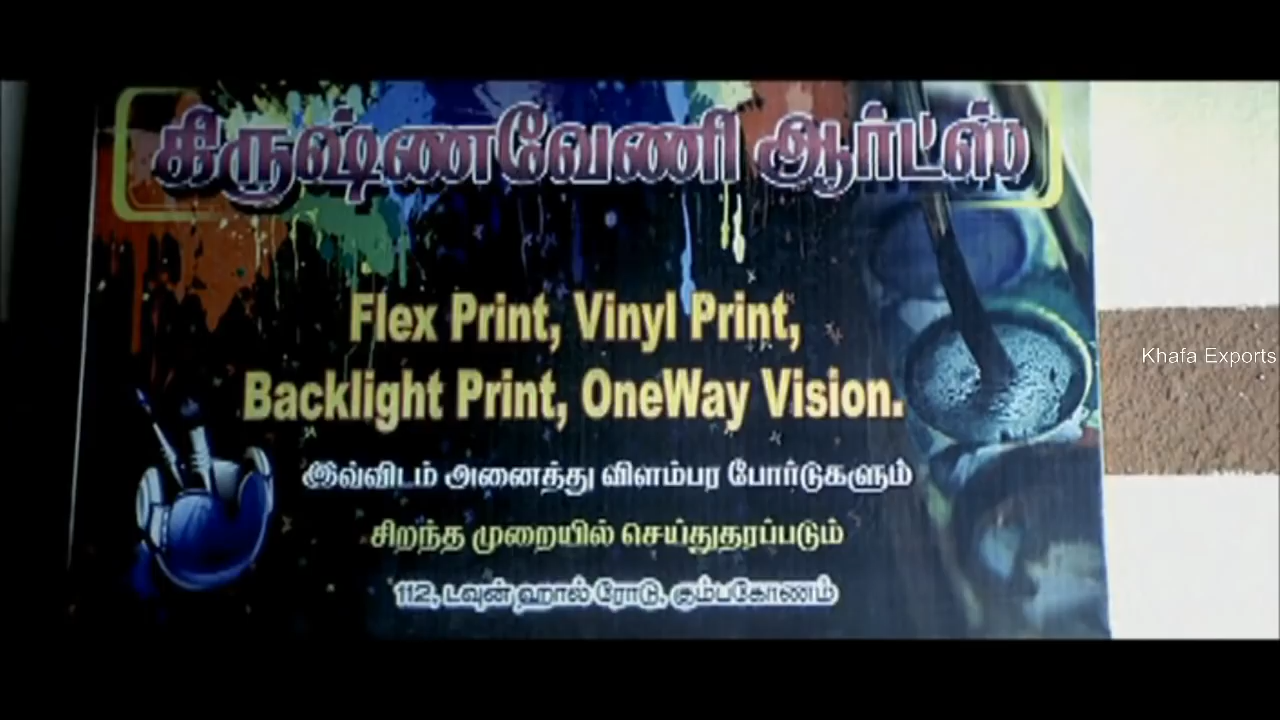 கிருஷ்ணவேணி ஆர்ட்ஸ்
Flex Print, Vinyl Print,
Backlight Print, OneWay Vision.
இவ்விடம் அனைத்து விளம்பர போர்டுகளும்
சிறந்த முறையில் செய்துதரப்படும்
112, டவுன் ஹால் ரோடு, கும்பகோணம்
Khafa Exports